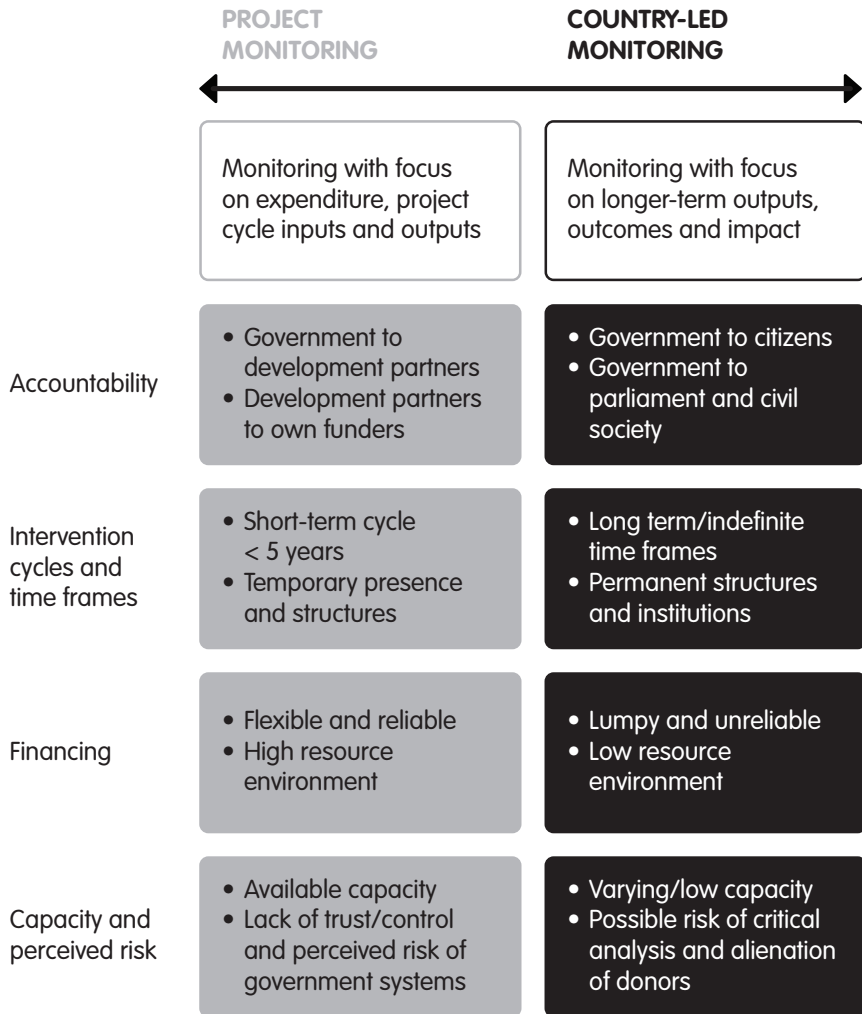 PROJECT
MONITORING
COUNTRY-LED
MONITORING
Monitoring with focus
on expenditure, project
cycle inputs and outputs
Monitoring with focus
on longer-term outputs,
outcomes and impact
Accountability
• Government to
development partners
• Development partners
to own funders
• Government to citizens
• Government to
parliament and civil
society
Intervention
cycles and
time frames
• Short-term cycle
< 5 years
• Temporary presence
and structures
• Long term/indefinite
time frames
• Permanent structures
and institutions
Financing
• Flexible and reliable
• High resource
environment
• Lumpy and unreliable
• Low resource
environment
Capacity and
perceived risk
• Available capacity
• Lack of trust/control
and perceived risk of
government systems
• Varying/low capacity
• Possible risk of critical
analysis and alienation
of donors